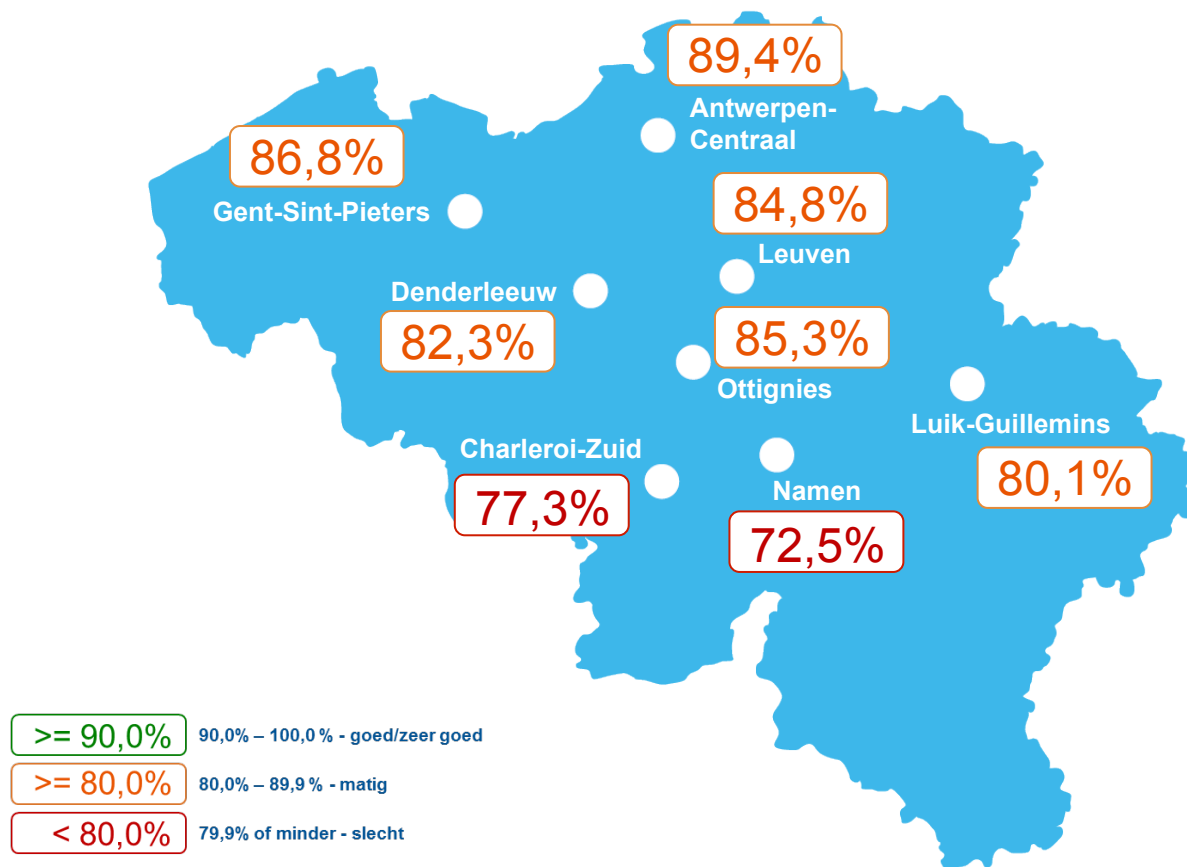 89,4%
Antwerpen-
Centraal
86,8%
Gent-Sint-Pieters
84,8%
Leuven
Denderleeuw
82,3%
85,3%
Ottignies
Luik-Guillemins
80,1%
Charleroi-Zuid
77,3%
Namen
72,5%
>= 90,0% 90,0% – 100,0 % - goed/zeer goed
>= 80,0% 80,0% – 89,9 % - matig
< 80,0% 79,9% of minder - slecht